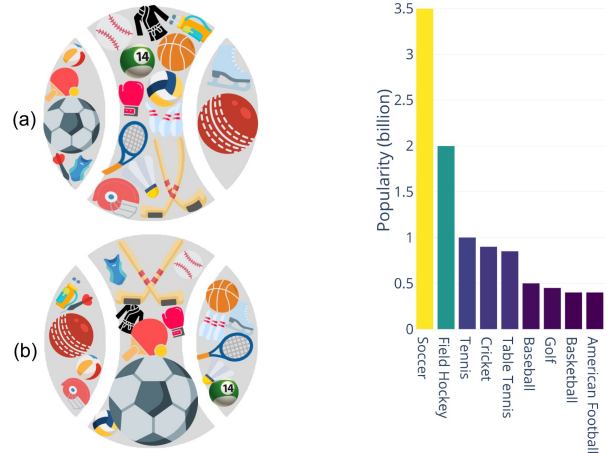 (a)
14
(b)
14
Popularity (billion)
3.5
3
2.5
2
1.5
1
0.5
0
Soccer
Field Hockey
Tennis
Cricket
Table Tennis
Baseball
Golf
Basketball
American Football